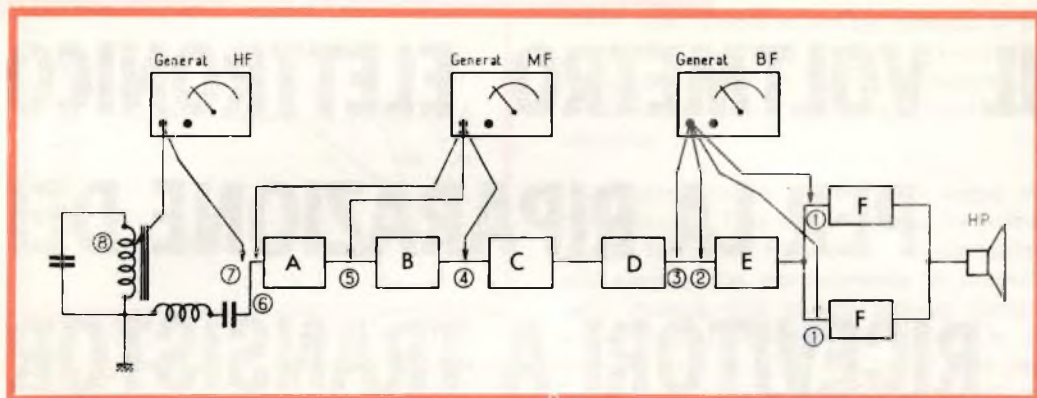 Generat HF
Generat MF
Generat BF
F
①
HP
⑧
⑦
A
B
C
D
E
⑤
④
③
②
⑥
F
①